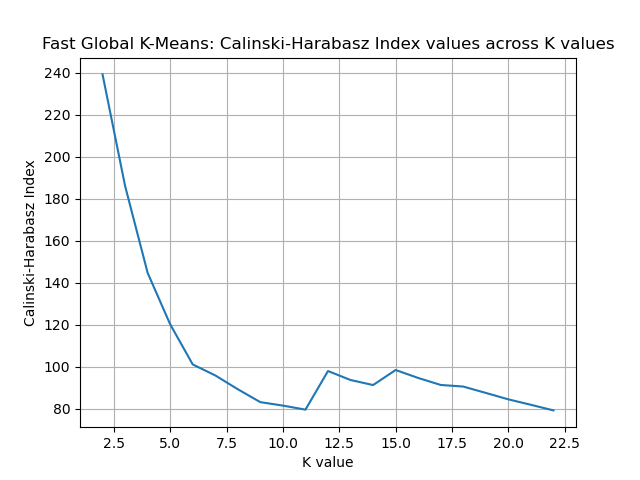 Fast Global K-Means: Calinski-Harabasz Index values across K values
240
220
200
180
160
140
120
100
80
Calinski-Harabasz Index
2.5 5.0 7.5 10.0 12.5 15.0 17.5 20.0 22.5
K value